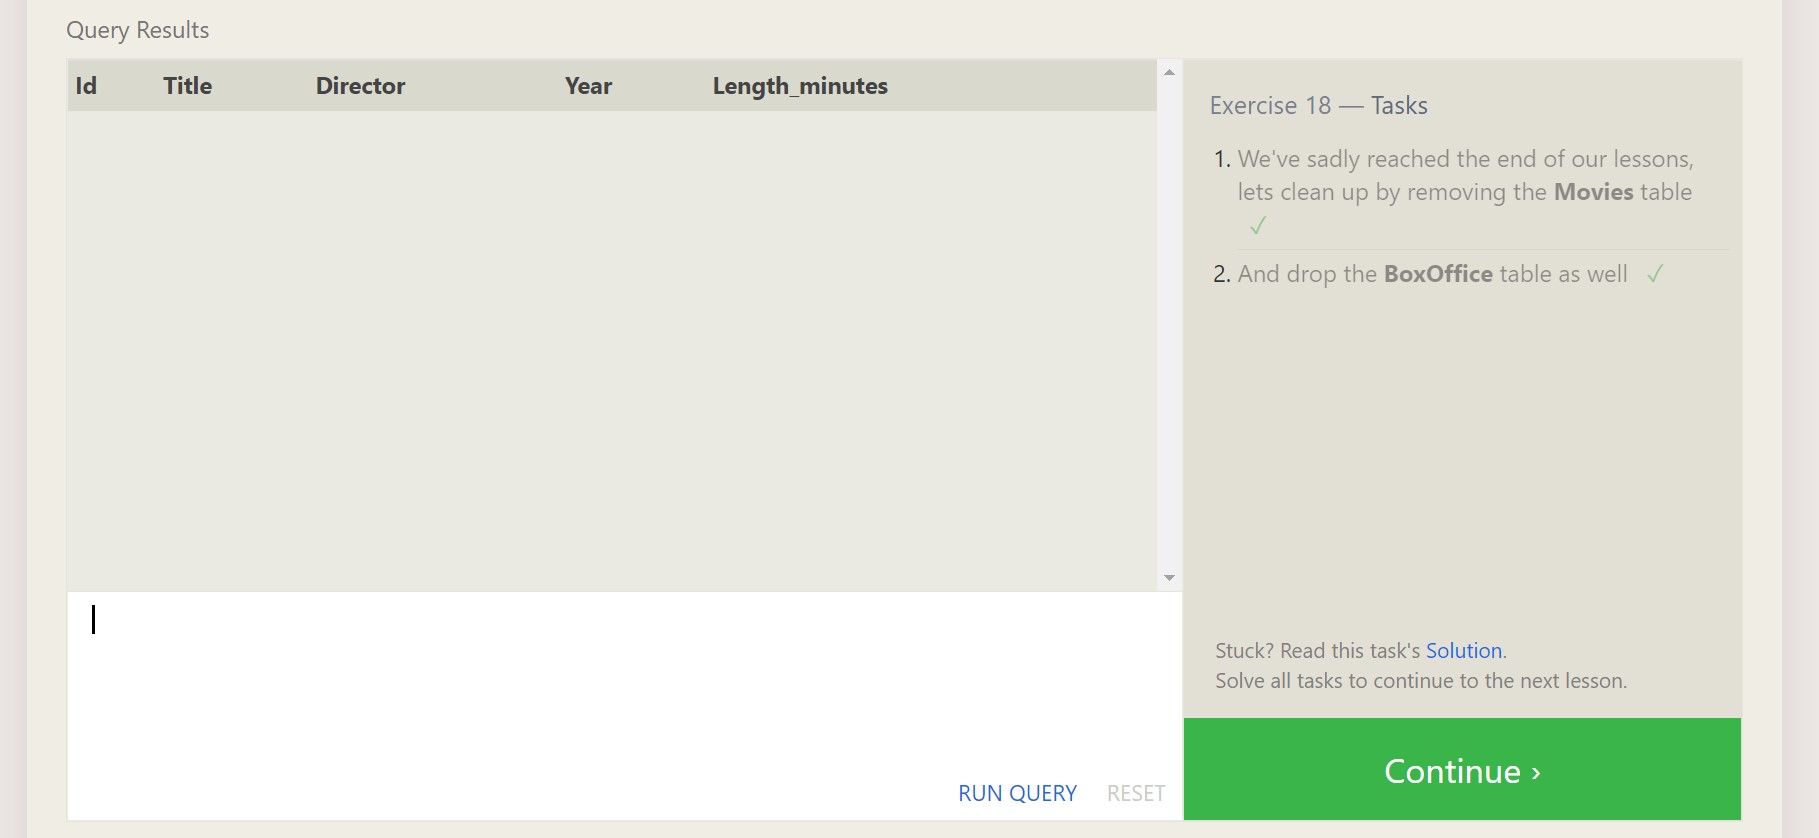 Query Results
Id Title Director Year Length_minutes
Exercise 18 — Tasks
1. We've sadly reached the end of our lessons,
lets clean up by removing the Movies table
✓
2. And drop the BoxOffice table as well ✓
Stuck? Read this task's Solution.
Solve all tasks to continue to the next lesson.
RUN QUERY RESET
Continue ›